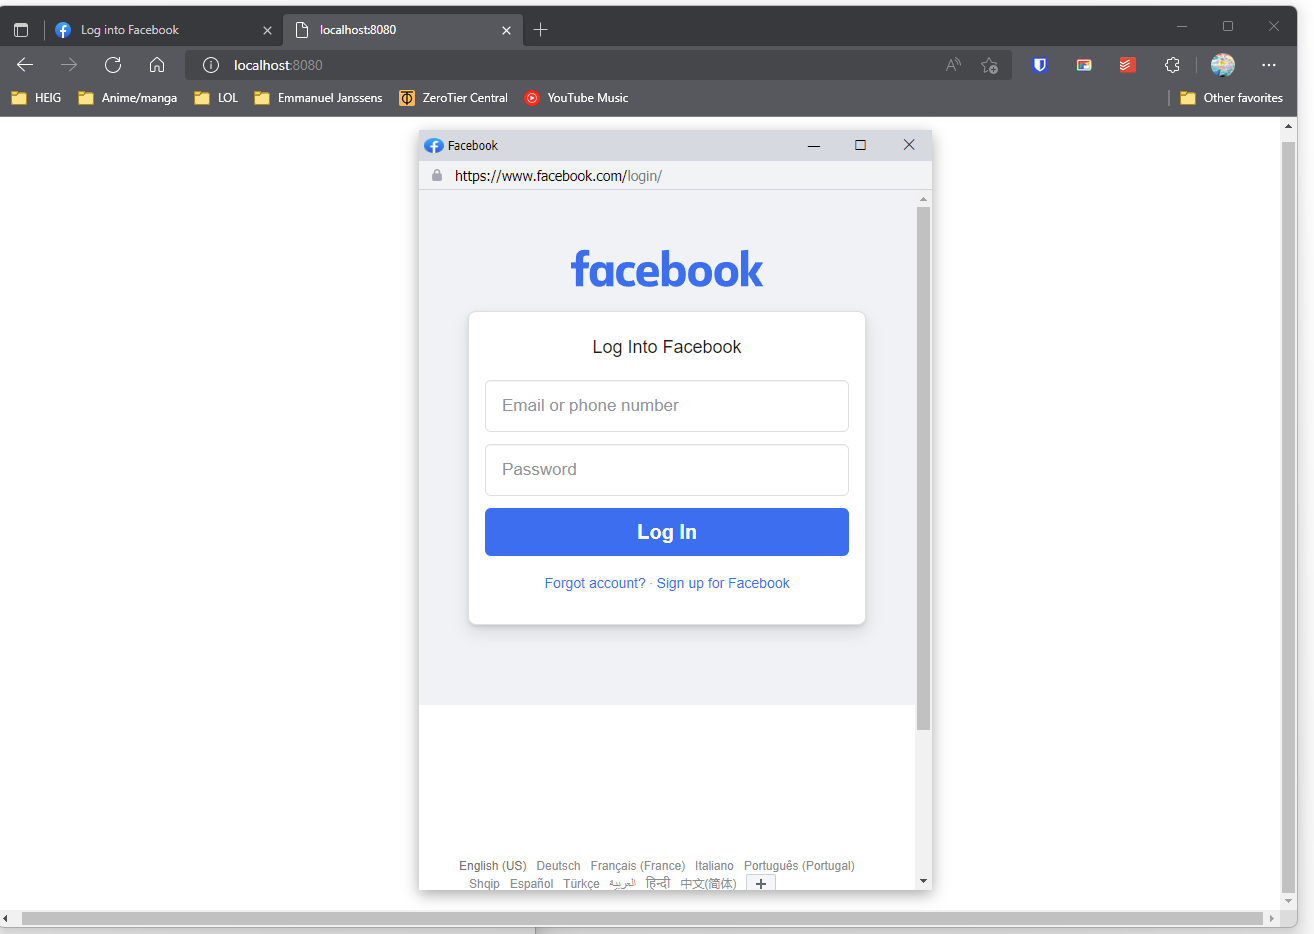 Log into Facebook
localhost:8080
localhost:8080
HEIG
Anime/manga
LOL
Emmanuel Janssens
ZeroTier Central
YouTube Music
Other favorites
Facebook
https://www.facebook.com/login/
facebook
Log Into Facebook
Email or phone number
Password
Log In
Forgot account? · Sign up for Facebook
English (US) Deutsch Français (France) Italiano Português (Portugal)
Shqip Español Türkçe العربية हिन्दी 中文(简体)